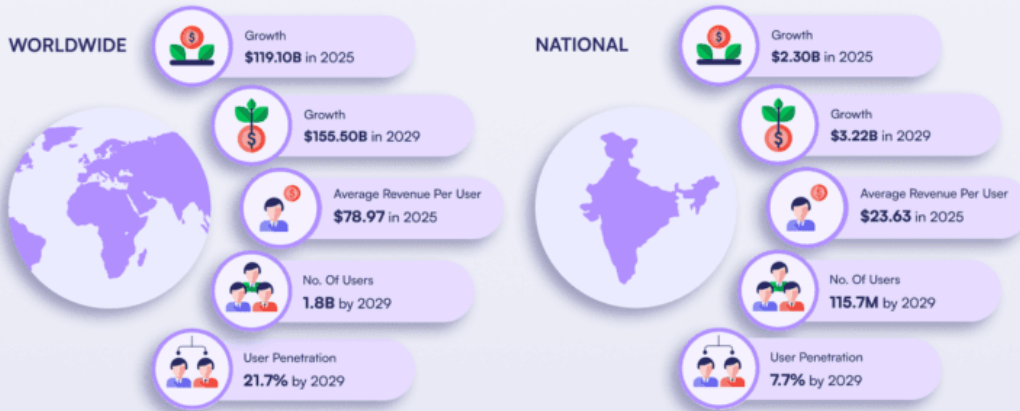 WORLDWIDE
Growth
$119.10B in 2025
Growth
$155.50B in 2029
Average Revenue Per User
$78.97 in 2025
No. Of Users
1.8B by 2029
User Penetration
21.7% by 2029
NATIONAL
Growth
$2.30B in 2025
Growth
$3.22B in 2029
Average Revenue Per User
$23.63 in 2025
No. Of Users
115.7M by 2029
User Penetration
7.7% by 2029